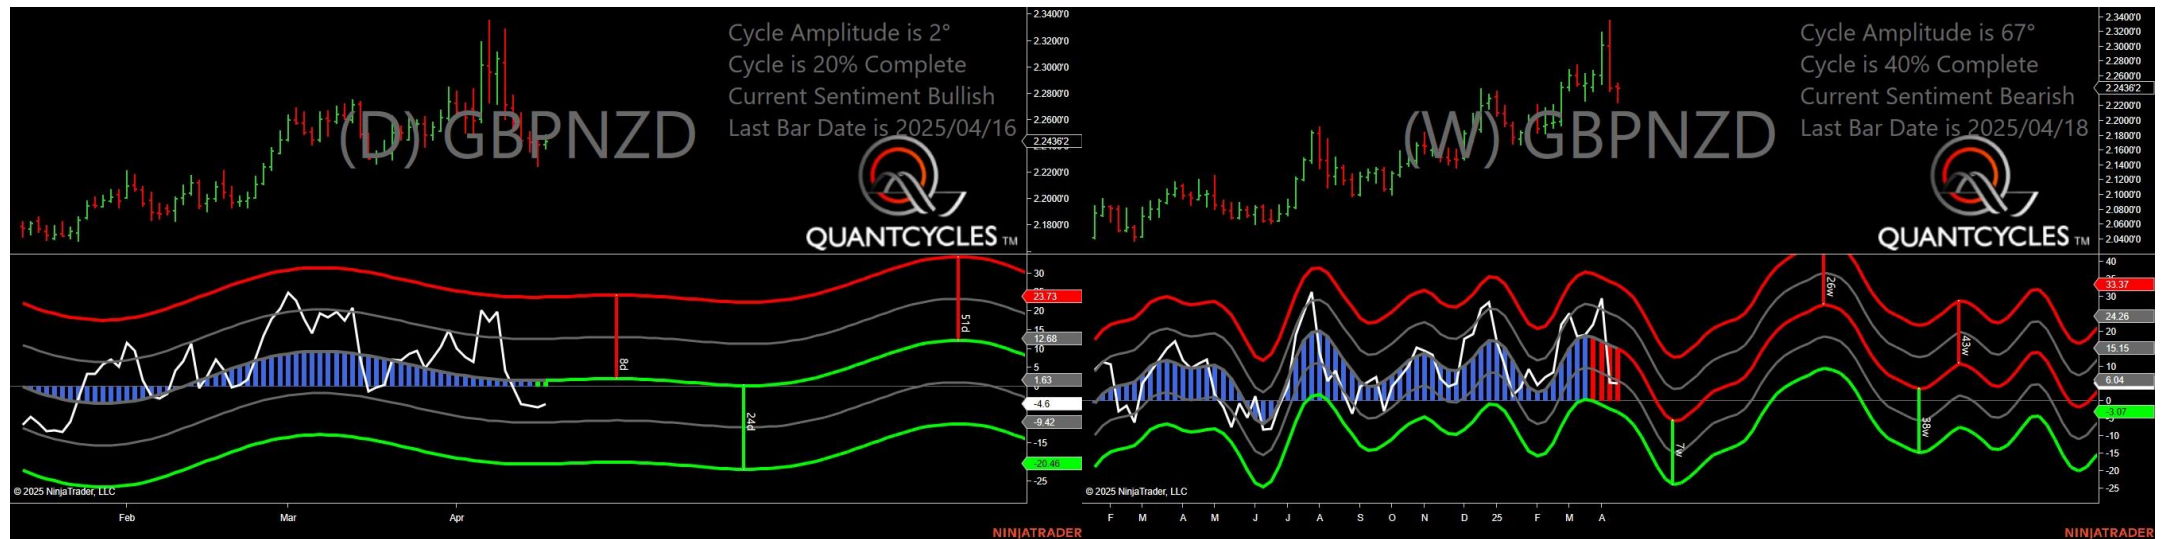 Cycle Amplitude is 2°
Cycle is 20% Complete
Current Sentiment Bullish
Last Bar Date is 2025/04/16
(D) GBPNZD
QUANTCYCLES TM
2.3400'0
2.3200'0
2.3000'0
2.2800'0
2.2600'0
2.2436'2
2.2200'0
2.2000'0
2.1800'0
30
23.73
20
15
12.68
10
5
1.63
0
-4.6
-9.42
-15
-20.46
-25
8d
24d
51d
© 2025 NinjaTrader, LLC
Feb
Mar
Apr
NINJATRADER
Cycle Amplitude is 67°
Cycle is 40% Complete
Current Sentiment Bearish
Last Bar Date is 2025/04/18
(W) GBPNZD
QUANTCYCLES TM
2.3400'0
2.3200'0
2.3000'0
2.2800'0
2.2600'0
2.2436'2
2.2200'0
2.2000'0
2.1800'0
2.1600'0
2.1400'0
2.1200'0
2.1000'0
2.0800'0
2.0600'0
2.0400'0
40
33.37
30
24.26
20
15.15
10
6.04
0
-3.07
-10
-15
-20
-25
7w
26w
38w
43w
© 2025 NinjaTrader, LLC
F
M
A
M
J
J
A
S
O
N
D
25
F
M
A
NINJATRADER